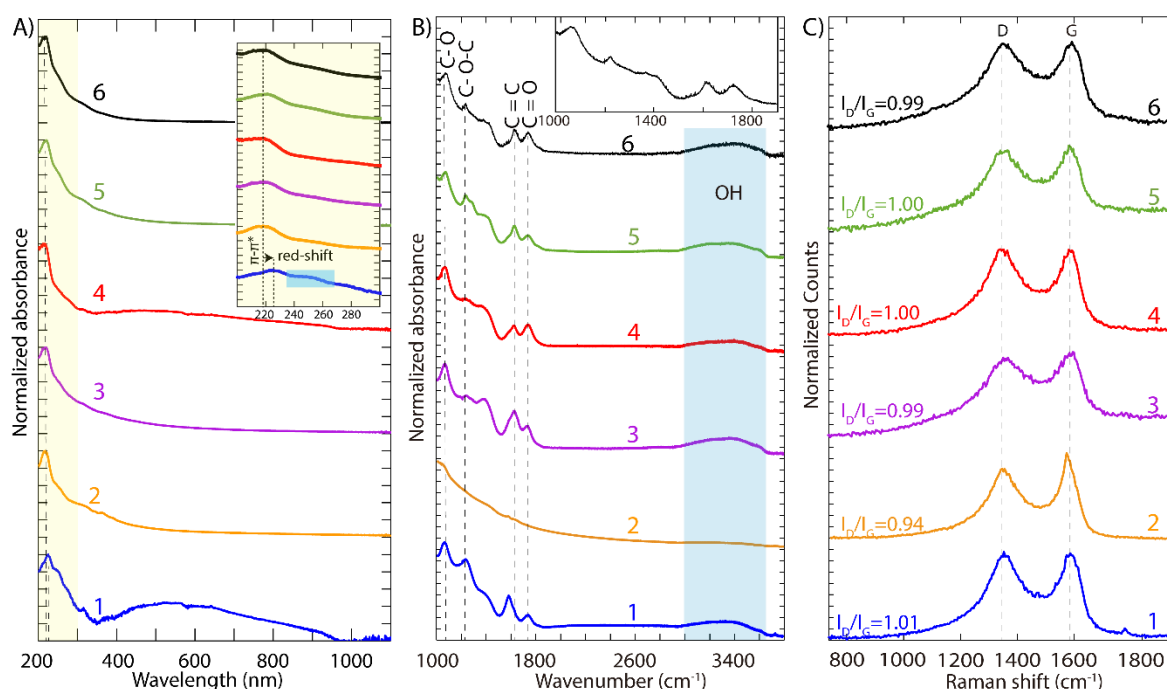 A)
Normalized absorbance
6
5
4
3
2
1
π-π*
red-shift
220 240 260 280
200 400 600 800 1000
Wavelength (nm)
B)
Normalized absorbance
C-O
C-O-C
C=C
C=O
1000 1400 1800
OH
6
5
4
3
2
1
1000 1800 2600 3400
Wavenumber (cm⁻¹)
C)
Normalized Counts
D G
I_D/I_G=0.99
6
I_D/I_G=1.00
5
I_D/I_G=1.00
4
I_D/I_G=0.99
3
I_D/I_G=0.94
2
I_D/I_G=1.01
1
800 1000 1200 1400 1600 1800
Raman shift (cm⁻¹)